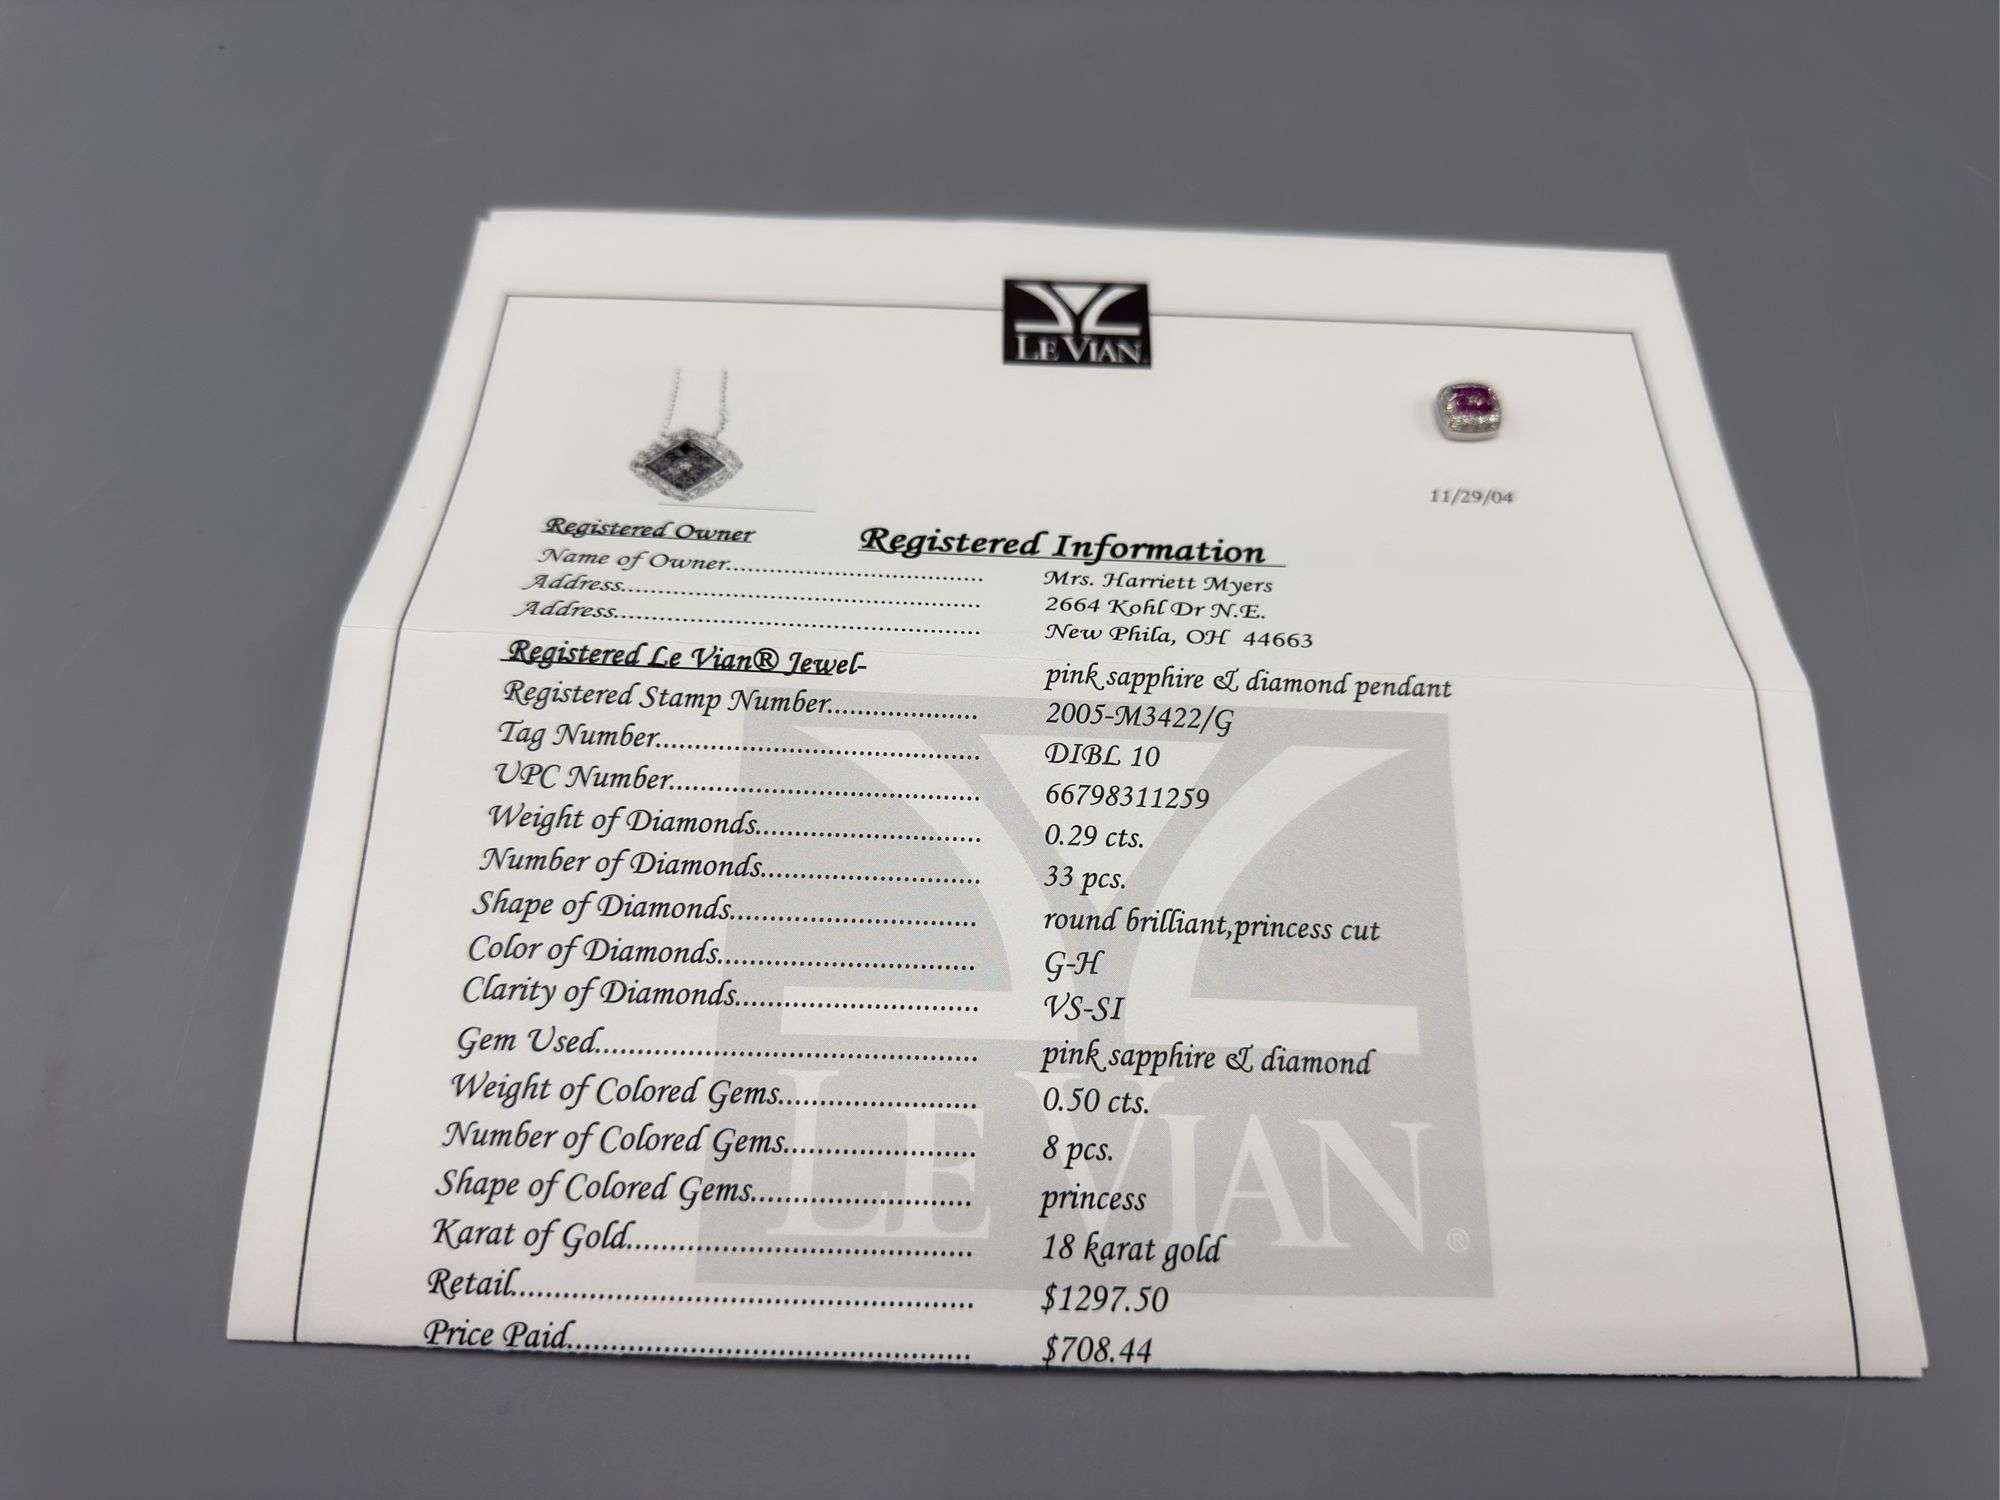 LE VIAN
11/29/04
Registered Information
Registered Owner
Name of Owner.......... Mrs. Harriett Myers
Address.......... 2664 Kohl Dr N.E.
Address.......... New Phila, OH 44663
Registered Le Vian® Jewel- pink sapphire & diamond pendant
Registered Stamp Number.......... 2005-M3422/G
Tag Number.......... DIBL 10
UPC Number.......... 66798311259
Weight of Diamonds.......... 0.29 cts.
Number of Diamonds.......... 33 pcs.
Shape of Diamonds.......... round brilliant,princess cut
Color of Diamonds.......... G-H
Clarity of Diamonds.......... VS-SI
Gem Used.......... pink sapphire & diamond
Weight of Colored Gems.......... 0.50 cts.
Number of Colored Gems.......... 8 pcs.
Shape of Colored Gems.......... princess
Karat of Gold.......... 18 karat gold
Retail.......... $1297.50
Price Paid.......... $708.44
LE VIAN®